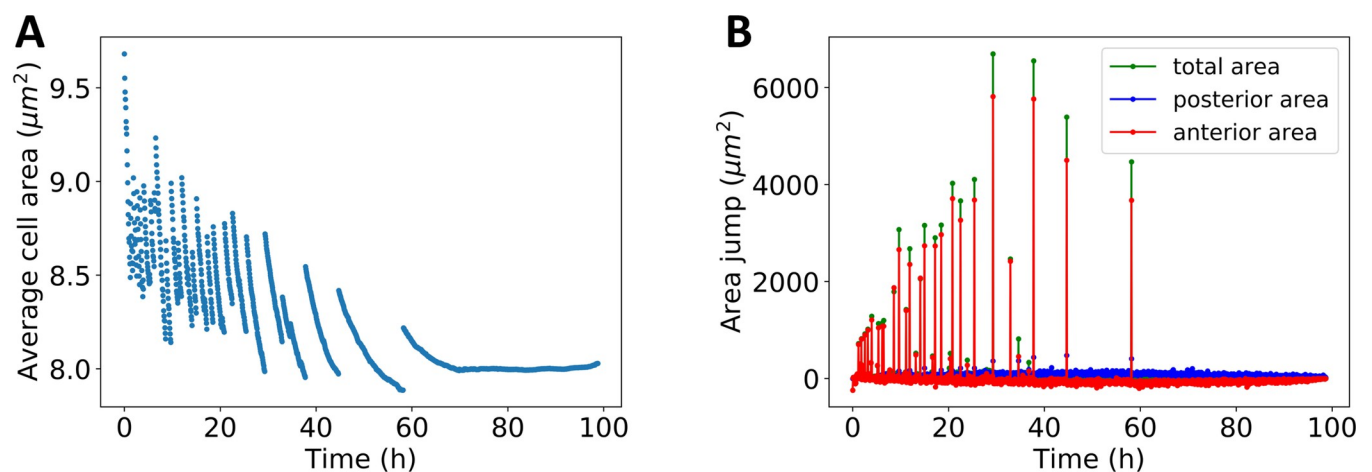 A
Average cell area (μm²)
9.5
9.0
8.5
8.0
0 20 40 60 80 100
Time (h)
B
Area jump (μm²)
6000
4000
2000
0
total area
posterior area
anterior area
0 20 40 60 80 100
Time (h)